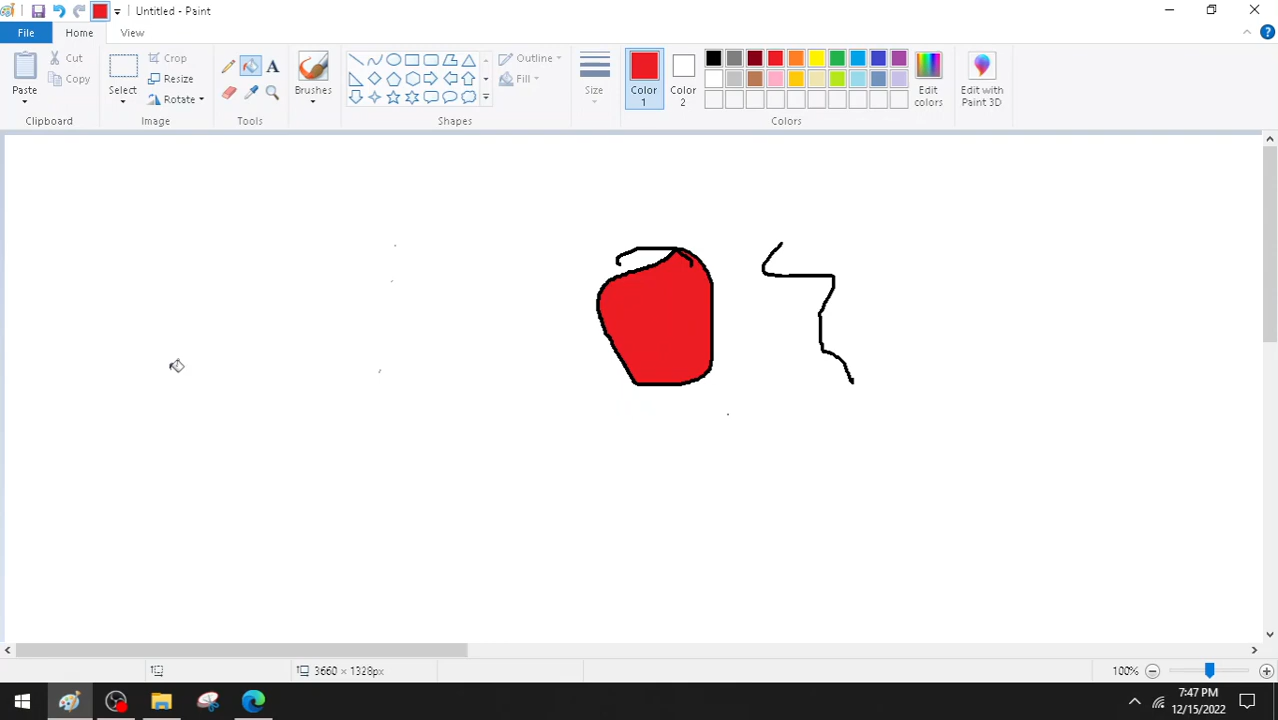 Untitled - Paint
File
Home
View
Paste
Cut
Copy
Clipboard
Select
Crop
Resize
Rotate
Image
A
Tools
Brushes
Outline
Fill
Shapes
Size
Color 1
Color 2
Edit colors
Colors
Edit with Paint 3D
3660 × 1328px
100%
7:47 PM
12/15/2022